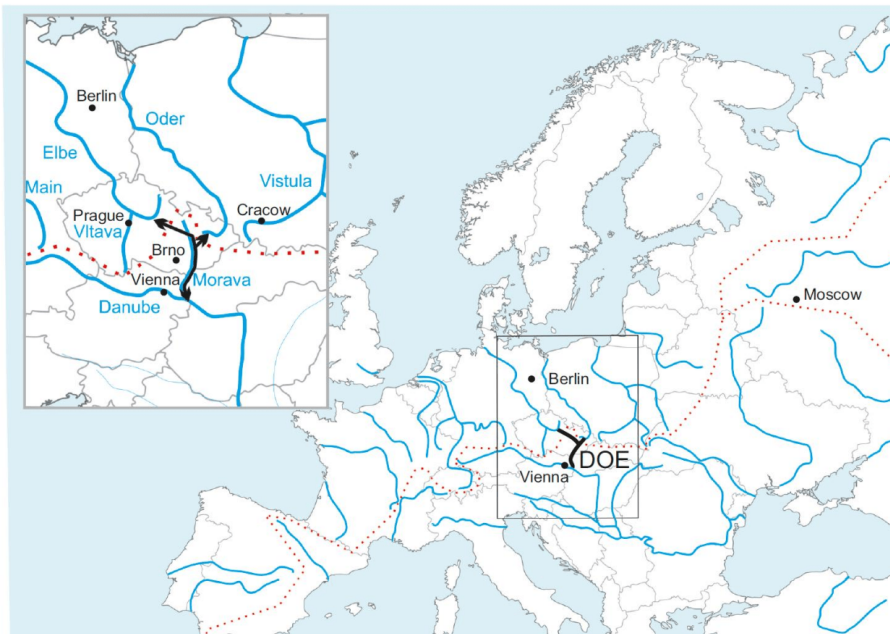 Berlin
Oder
Elbe
Main
Vistula
Prague
Cracow
Vltava
Brno
Vienna
Morava
Danube
Moscow
Berlin
DOE
Vienna